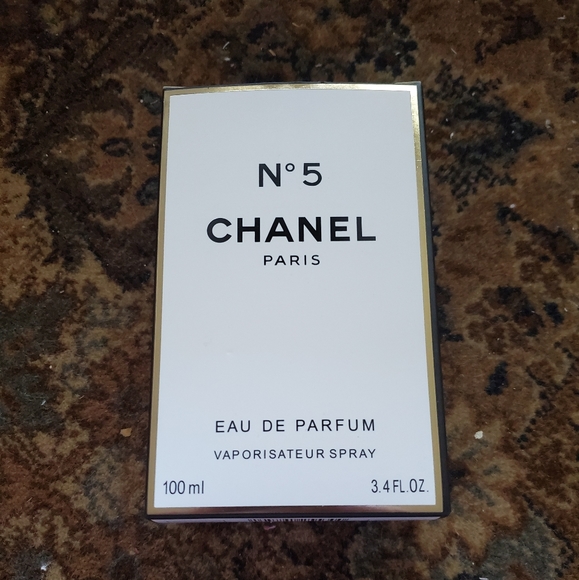 N° 5
CHANEL
PARIS
EAU DE PARFUM
VAPORISATEUR SPRAY
100 ml 3.4 FL.OZ.